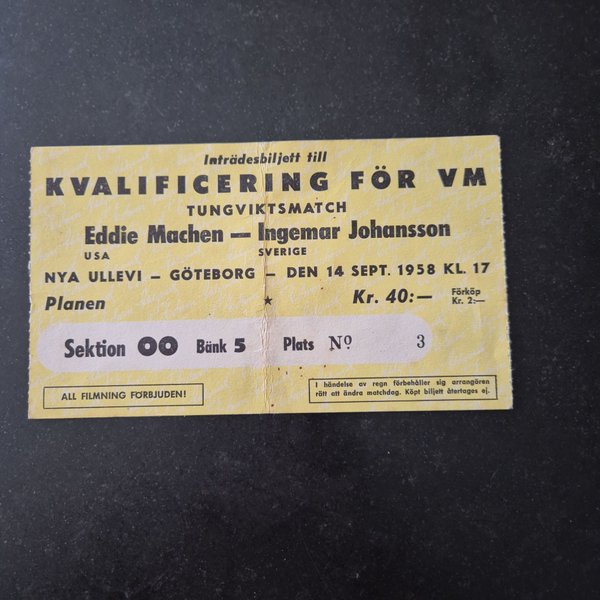 Inträdesbiljett till
KVALIFICERING FÖR VM
TUNGVIKTSMATCH
Eddie Machen — Ingemar Johansson
USA SVERIGE
NYA ULLEVI – GÖTEBORG – DEN 14 SEPT. 1958 KL. 17
Planen ★ Kr. 40:— Förköp Kr. 2:—
Sektion OO Bänk 5 Plats Nº 3
ALL FILMNING FÖRBJUDEN!
I händelse av regn förbehåller sig arrangören
rätt att ändra matchdag. Köpt biljett återtages ej.